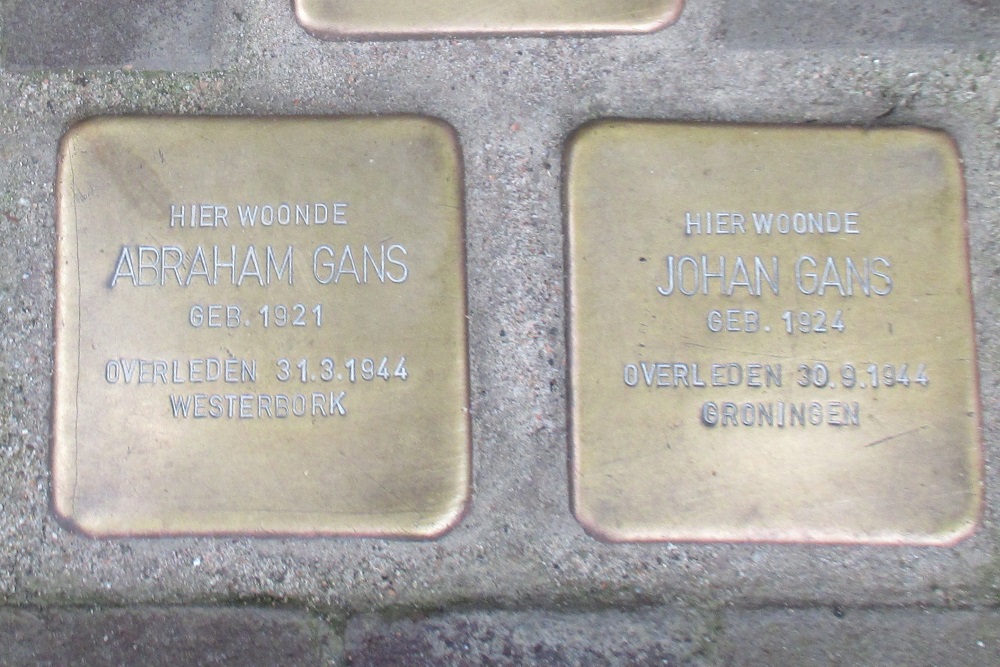 HIER WOONDE
ABRAHAM GANS
GEB. 1921
OVERLEDEN 31.3.1944
WESTERBORK
HIER WOONDE
JOHAN GANS
GEB. 1924
OVERLEDEN 30.9.1944
GRONINGEN